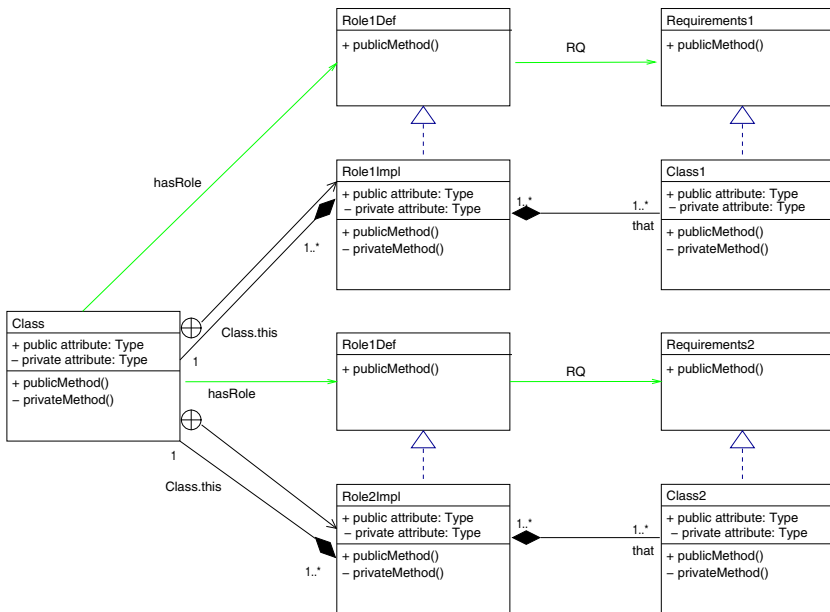 Role1Def
+ publicMethod()
RQ
Requirements1
+ publicMethod()
hasRole
Role1Impl
+ public attribute: Type
− private attribute: Type
+ publicMethod()
− privateMethod()
1..*
1..*
that
Class1
+ public attribute: Type
− private attribute: Type
+ publicMethod()
− privateMethod()
1..*
Class.this
1
Class
+ public attribute: Type
− private attribute: Type
+ publicMethod()
− privateMethod()
hasRole
Role1Def
+ publicMethod()
RQ
Requirements2
+ publicMethod()
1
Class.this
1..*
Role2Impl
+ public attribute: Type
− private attribute: Type
+ publicMethod()
− privateMethod()
1..*
1..*
that
Class2
+ public attribute: Type
− private attribute: Type
+ publicMethod()
− privateMethod()